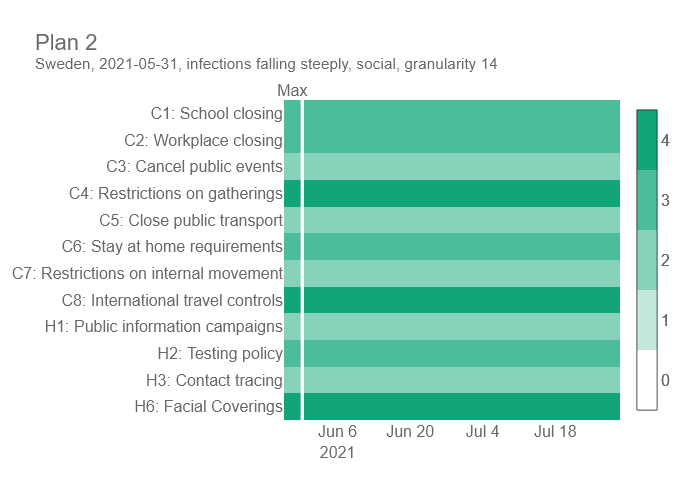 Plan 2
Sweden, 2021-05-31, infections falling steeply, social, granularity 14
Max
C1: School closing
C2: Workplace closing
C3: Cancel public events
C4: Restrictions on gatherings
C5: Close public transport
C6: Stay at home requirements
C7: Restrictions on internal movement
C8: International travel controls
H1: Public information campaigns
H2: Testing policy
H3: Contact tracing
H6: Facial Coverings
Jun 6 Jun 20 Jul 4 Jul 18
2021
4
3
2
1
0